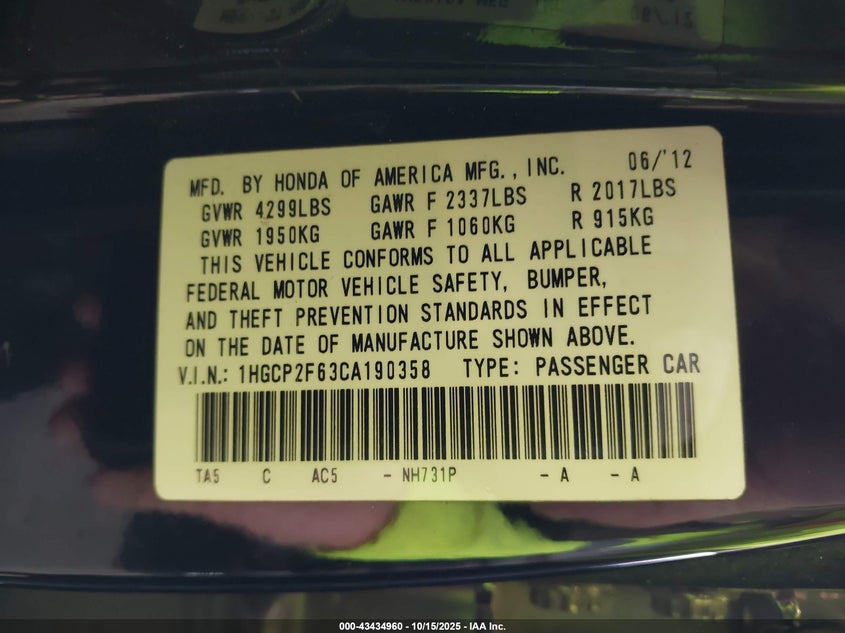 MFD. BY HONDA OF AMERICA MFG., INC. 06/'12
GVWR 4299LBS GAWR F 2337LBS R 2017LBS
GVWR 1950KG GAWR F 1060KG R 915KG
THIS VEHICLE CONFORMS TO ALL APPLICABLE
FEDERAL MOTOR VEHICLE SAFETY, BUMPER,
AND THEFT PREVENTION STANDARDS IN EFFECT
ON THE DATE OF MANUFACTURE SHOWN ABOVE.
V.I.N.: 1HGCP2F63CA190358 TYPE: PASSENGER CAR
TA5 C AC5 - NH731P - A - A
000-43434960 - 10/15/2025 - IAA Inc.